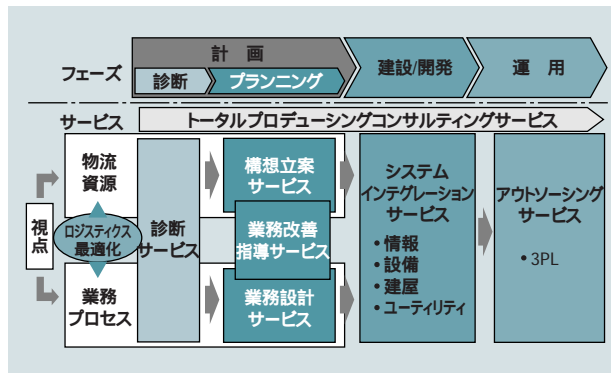 計 画
フェーズ
診断
プランニング
建設/開発
運 用
サービス
トータルプロデューシングコンサルティングサービス
視点
物流
資源
ロジスティクス
最適化
業務
プロセス
診断
サービス
構想立案
サービス
業務改善
指導サービス
業務設計
サービス
システム
インテグレーション
サービス
•情報
•設備
•建屋
•ユーティリティ
アウトソーシング
サービス
•3PL